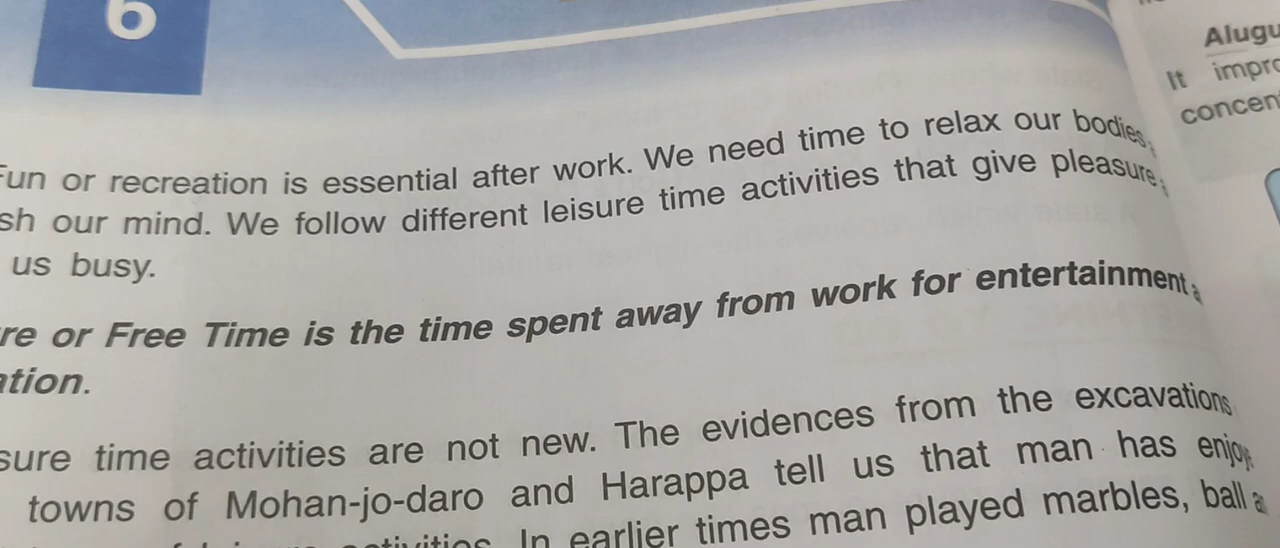 6
Fun or recreation is essential after work. We need time to relax our bodies,
sh our mind. We follow different leisure time activities that give pleasure,
us busy.
re or Free Time is the time spent away from work for entertainment a
ation.
sure time activities are not new. The evidences from the excavations
towns of Mohan-jo-daro and Harappa tell us that man has enjoy
activities. In earlier times man played marbles, ball a
Alugu
It impro
concen